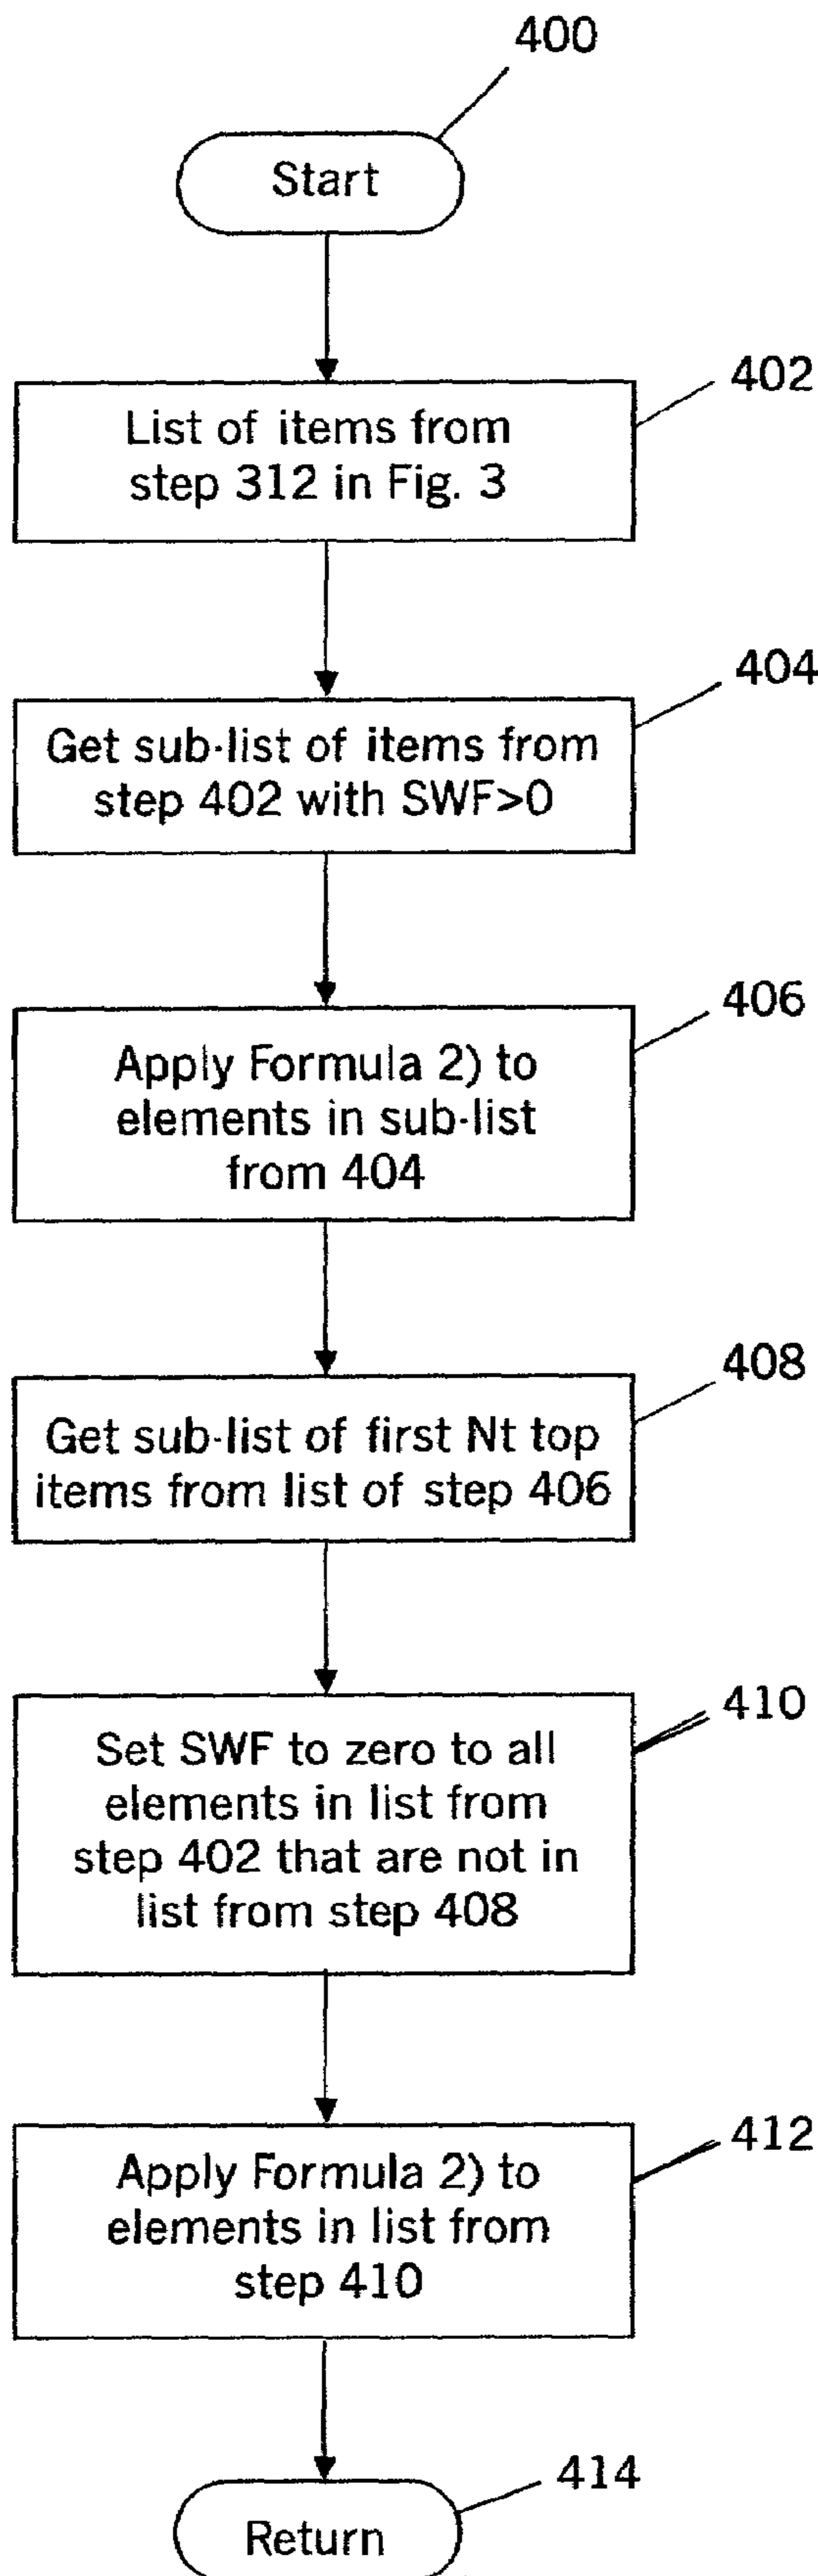 400
Start
402
List of items from
step 312 in Fig. 3
404
Get sub-list of items from
step 402 with SWF>0
406
Apply Formula 2) to
elements in sub-list
from 404
408
Get sub-list of first Nt top
items from list of step 406
410
Set SWF to zero to all
elements in list from
step 402 that are not in
list from step 408
412
Apply Formula 2) to
elements in list from
step 410
414
Return